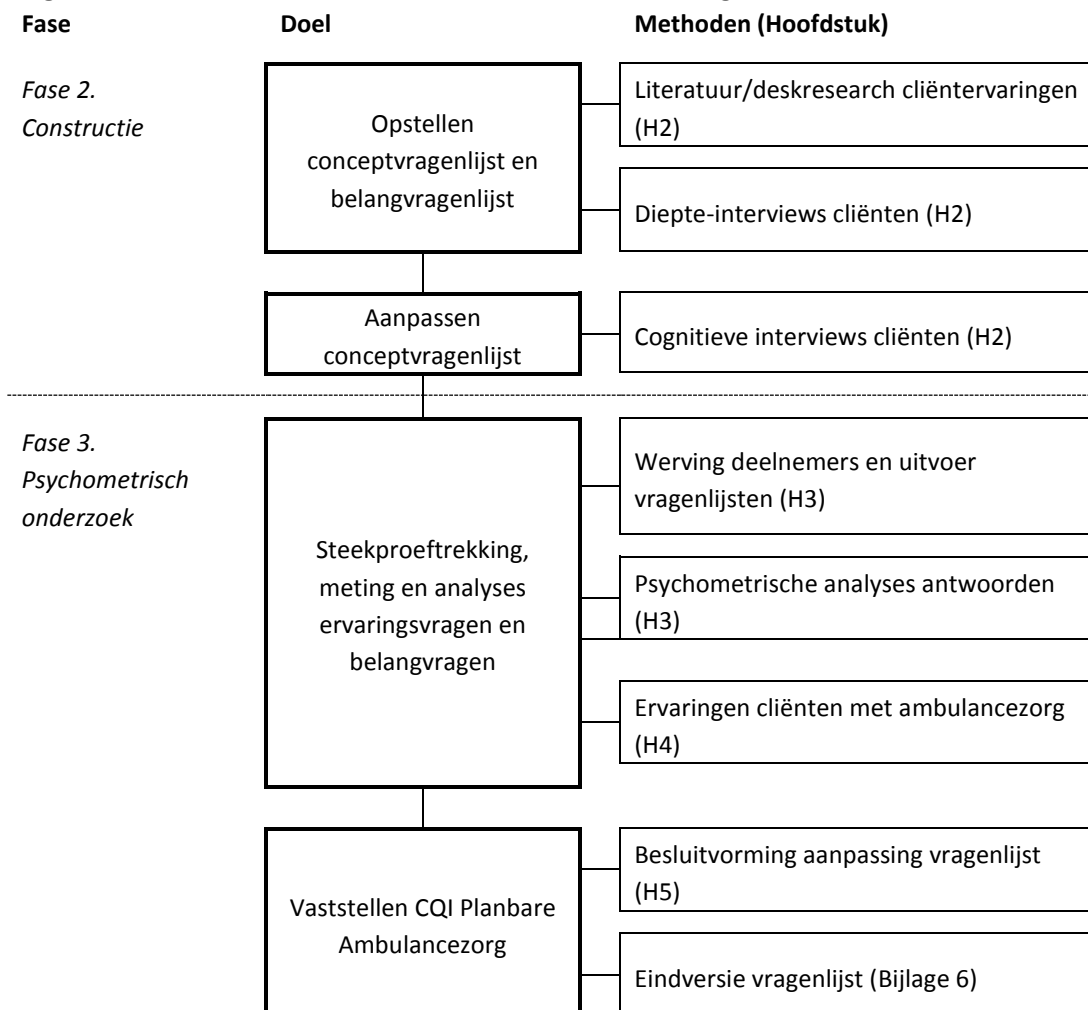 Fase Doel Methoden (Hoofdstuk)
Fase 2.
Constructie
Opstellen
conceptvragenlijst en
belangvragenlijst
Literatuur/deskresearch cliëntervaringen
(H2)
Diepte-interviews cliënten (H2)
Aanpassen
conceptvragenlijst
Cognitieve interviews cliënten (H2)
Fase 3.
Psychometrisch
onderzoek
Steekproeftrekking,
meting en analyses
ervaringsvragen en
belangvragen
Werving deelnemers en uitvoer
vragenlijsten (H3)
Psychometrische analyses antwoorden
(H3)
Ervaringen cliënten met ambulancezorg
(H4)
Vaststellen CQI Planbare
Ambulancezorg
Besluitvorming aanpassing vragenlijst
(H5)
Eindversie vragenlijst (Bijlage 6)